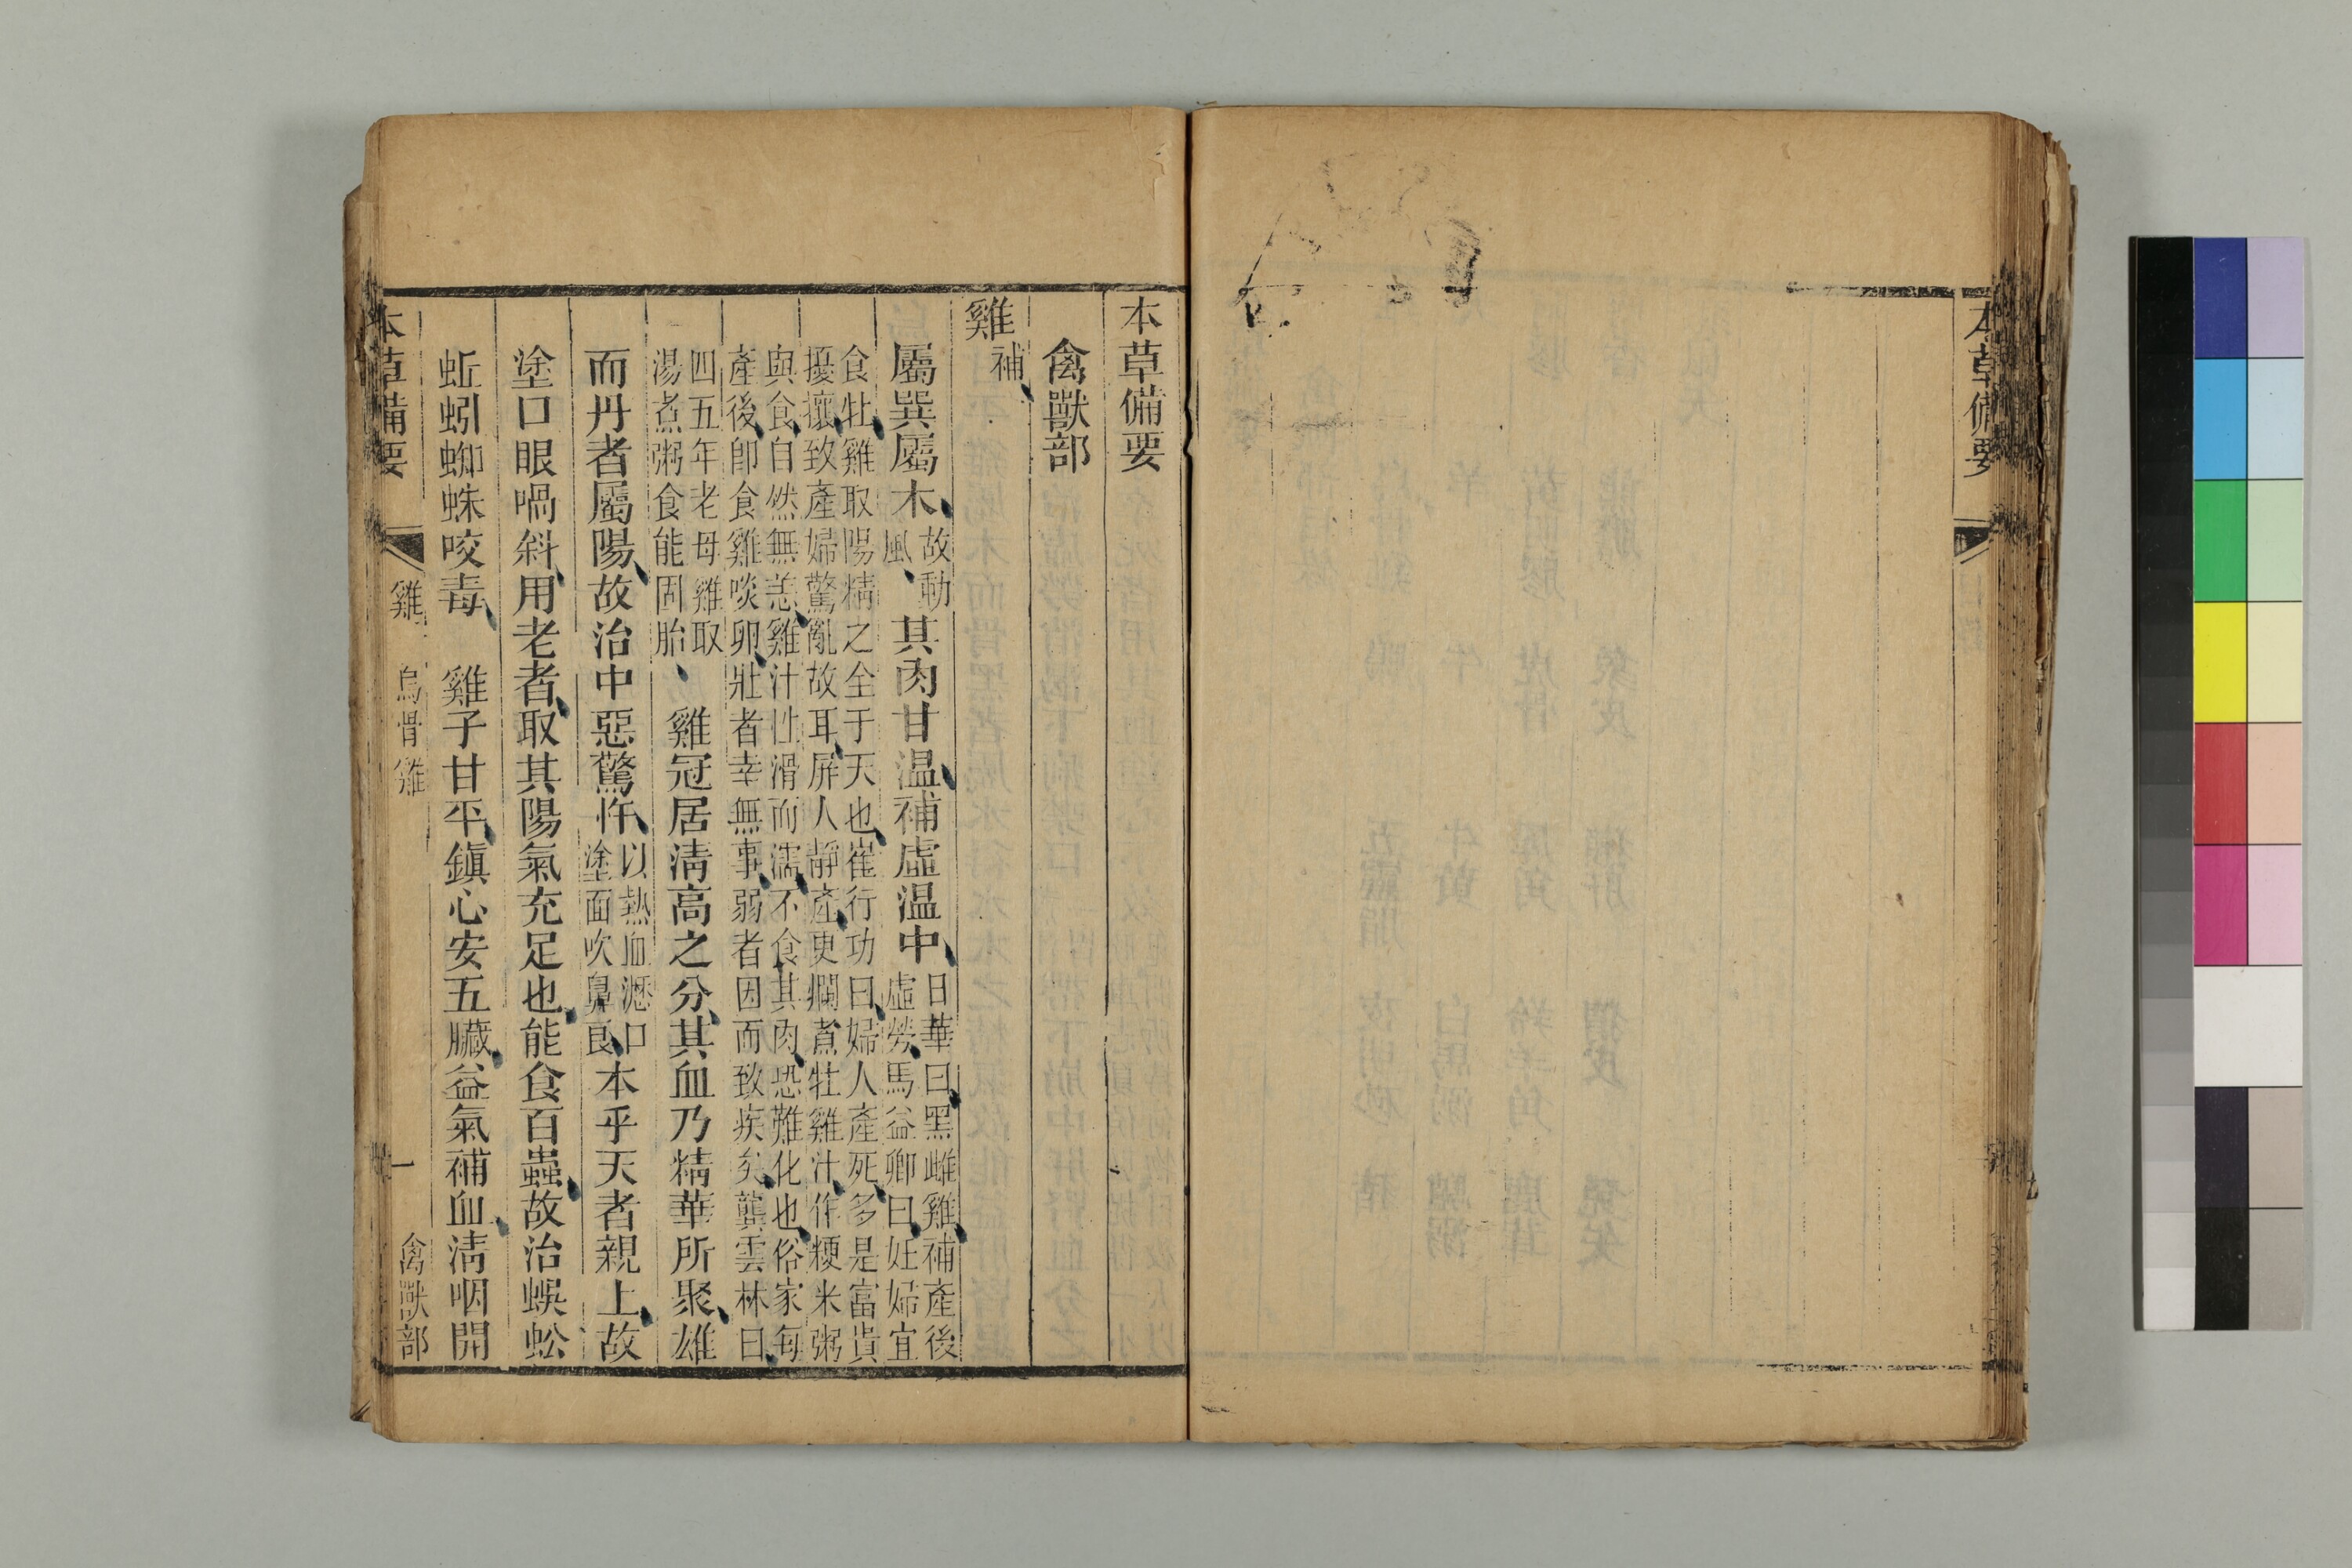 本草備要
本草備要
禽獸部
雞補
屬巽屬木故動風其肉甘温補虛温中日華曰黑雌雞補產後虛勞馬益卿曰妊婦宜
食牡雞取陽精之全于天也崔行功曰婦人產死多是富貴
擾攘致產婦驚亂故耳屏人靜產更爛煮牡雞汁作粳米粥
與食自然無恙雞汁性滑而濡不食其肉恐難化也俗家每
產後卽食雞啖卵壯者幸無事弱者因而致疾矣龔雲林曰
四五年老母雞取
湯煮粥食能固胎
雞冠居淸高之分其血乃精華所聚雄
而丹者屬陽故治中惡驚忤以熱血瀝口塗面吹鼻良本乎天者親上故
塗口眼喎斜用老者取其陽氣充足也能食百蟲故治蜈蚣
蚯蚓蜘蛛咬毒 雞子甘平鎭心安五臟益氣補血淸咽開
本草備要 雞 烏骨雞 一 禽獸部